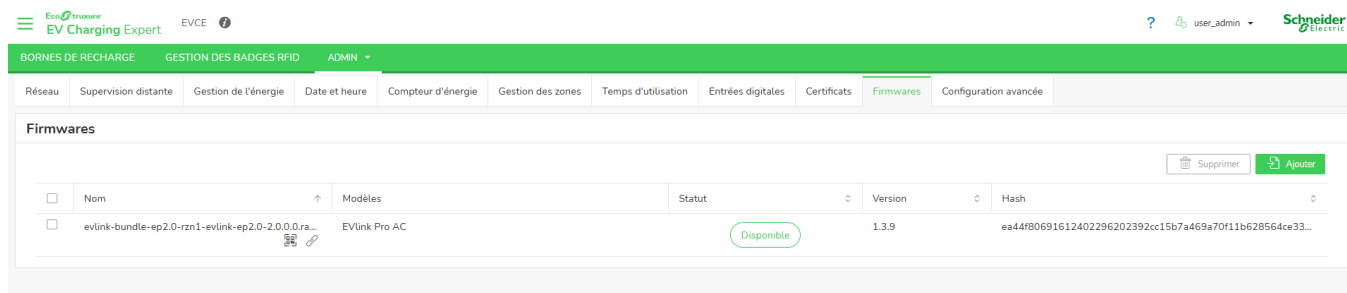 EcoStruxure
EV Charging Expert
EVCE
? user_admin
Schneider Electric
BORNES DE RECHARGE GESTION DES BADGES RFID ADMIN
Réseau Supervision distante Gestion de l'énergie Date et heure Compteur d'énergie Gestion des zones Temps d'utilisation Entrées digitales Certificats Firmwares Configuration avancée
Firmwares
Supprimer Ajouter
Nom Modèles Statut Version Hash
evlink-bundle-ep2.0-rzn1-evlink-ep2.0-2.0.0.0.ra... EVlink Pro AC Disponible 1.3.9 ea44f80691612402296202392cc15b7a469a70f11b628564ce33...